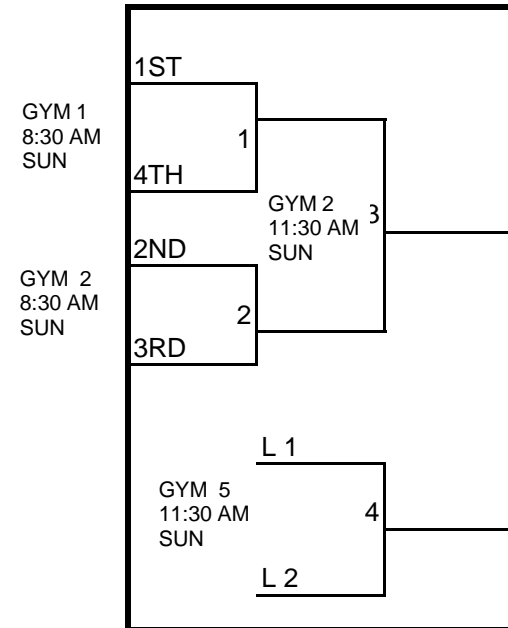 1ST
GYM 1
8:30 AM
SUN
1
4TH
GYM 2
11:30 AM
SUN
3
2ND
GYM 2
8:30 AM
SUN
2
3RD
L 1
GYM 5
11:30 AM
SUN
4
L 2